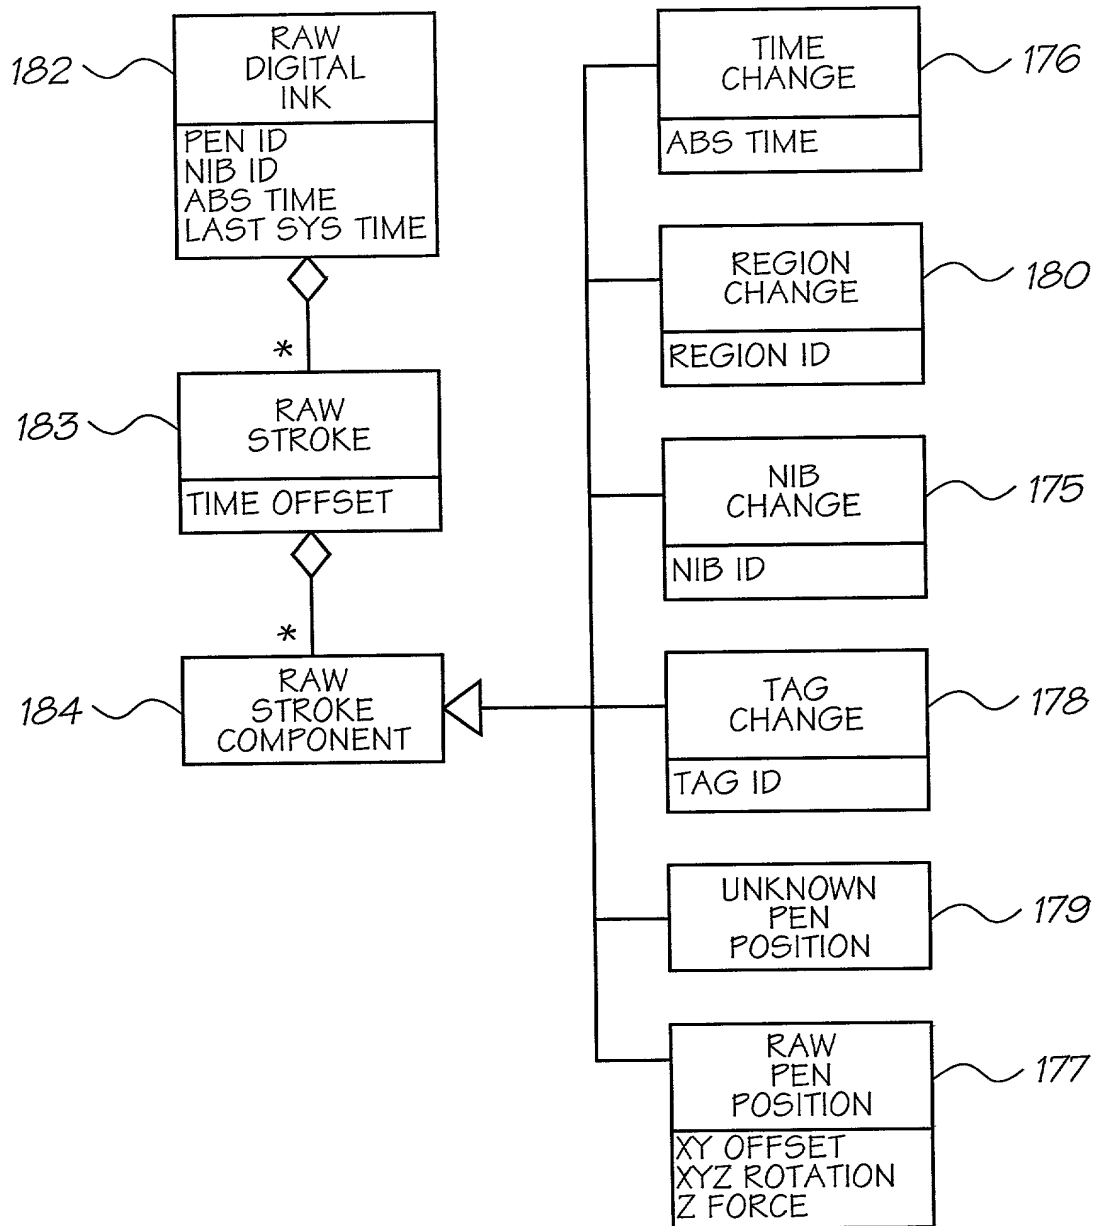 182
RAW
DIGITAL
INK
PEN ID
NIB ID
ABS TIME
LAST SYS TIME
*
183
RAW
STROKE
TIME OFFSET
*
184
RAW
STROKE
COMPONENT
TIME
CHANGE
176
ABS TIME
REGION
CHANGE
180
REGION ID
NIB
CHANGE
175
NIB ID
TAG
CHANGE
178
TAG ID
UNKNOWN
PEN
POSITION
179
RAW
PEN
POSITION
177
XY OFFSET
XYZ ROTATION
Z FORCE